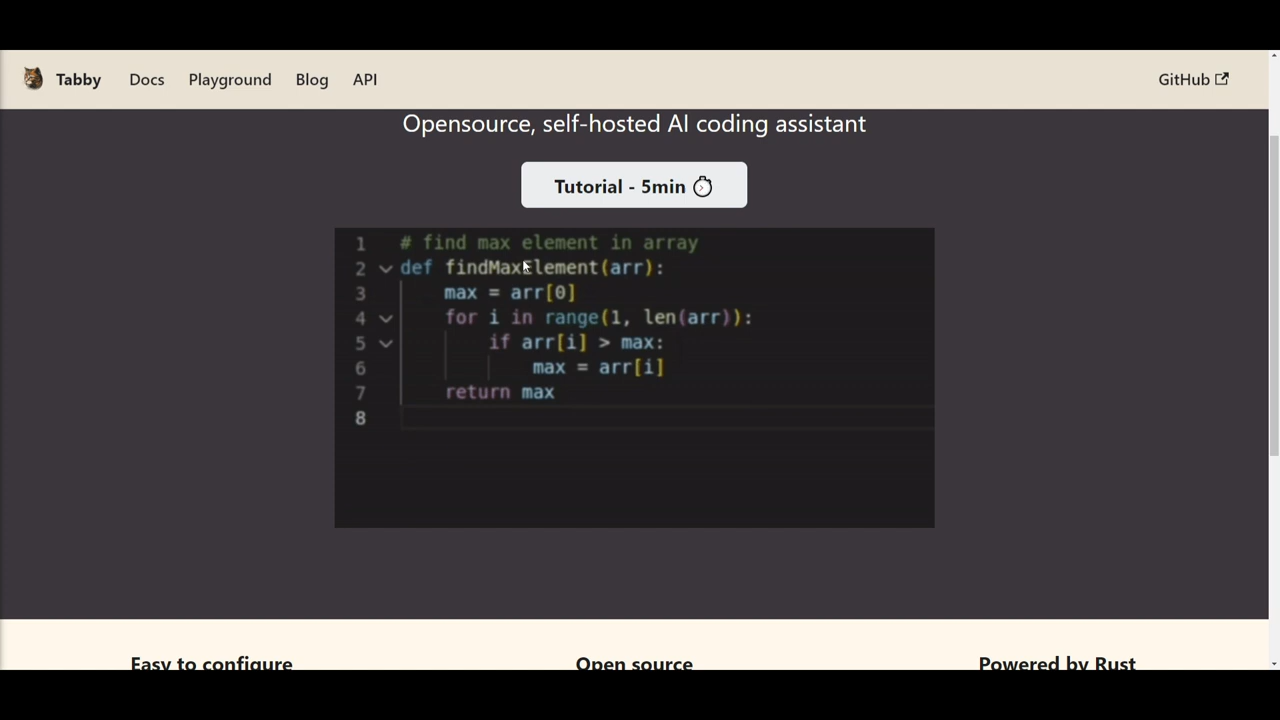 Tabby Docs Playground Blog API GitHub
Opensource, self-hosted AI coding assistant
Tutorial - 5min
1 # find max element in array
2 def findMaxElement(arr):
3 max = arr[0]
4 for i in range(1, len(arr)):
5 if arr[i] > max:
6 max = arr[i]
7 return max
8
Easy to configure Open source Powered by Rust